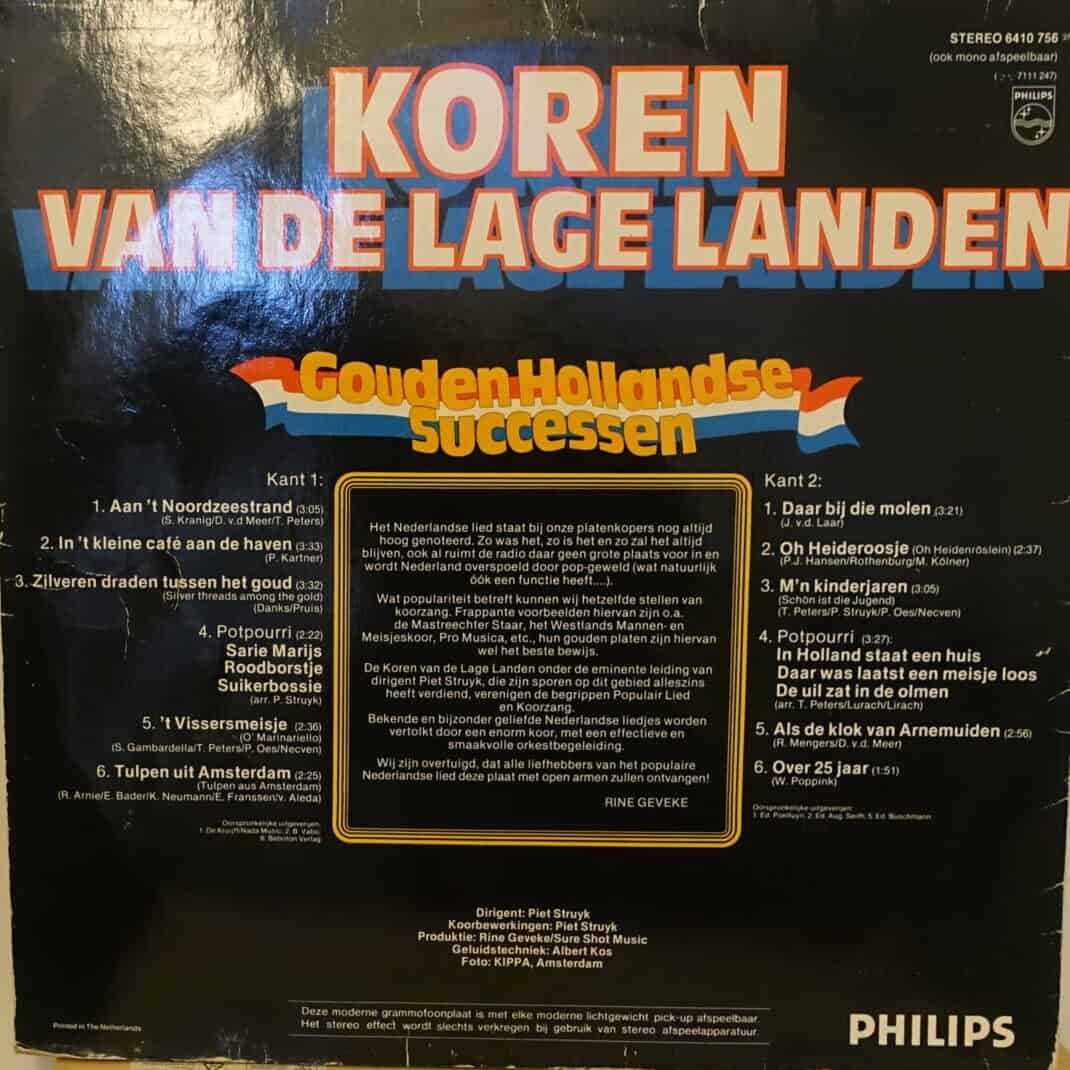 STEREO 6410 756
(ook mono afspeelbaar)
7111 247)
PHILIPS
KOREN
VAN DE LAGE LANDEN
Gouden Hollandse
Successen
Kant 1:
1. Aan 't Noordzeestrand (3:05)
(S. Kranig/D. v.d Meer/T. Peters)
2. In 't kleine café aan de haven (3:33)
(P. Kartner)
3. Zilveren draden tussen het goud (3:32)
(Silver threads among the gold)
(Danks/Pruis)
4. Potpourri (2:22)
Sarie Marijs
Roodborstje
Suikerbossie
(arr. P. Struyk)
5. 't Vissersmeisje (2:36)
(O' Marinariello)
(S. Gambardella/T. Peters/P. Oes/Necven)
6. Tulpen uit Amsterdam (2:25)
(Tulpen aus Amsterdam)
(R. Arnie/E. Bader/K. Neumann/E. Franssen/v. Aleda)
Oorspronkelijke uitgevers:
Het Nederlandse lied staat bij onze platenkopers nog altijd
hoog genoteerd. Zo was het, zo is het en zo zal het altijd
blijven, ook al ruimt de radio daar geen grote plaats voor in en
wordt Nederland overspoeld door pop-geweld (wat natuurlijk
óók een functie heeft....).
Wat populariteit betreft kunnen wij hetzelfde stellen van
koorzang. Frappante voorbeelden hiervan zijn o.a.
de Mastreechter Staar, het Westlands Mannen- en
Meisjeskoor, Pro Musica, etc., hun gouden platen zijn hiervan
wel het beste bewijs.
De Koren van de Lage Landen onder de eminente leiding van
dirigent Piet Struyk, die zijn sporen op dit gebied alleszins
heeft verdiend, verenigen de begrippen Populair Lied
en Koorzang.
Bekende en bijzonder geliefde Nederlandse liedjes worden
vertolkt door een enorm koor, met een effectieve en
smaakvolle orkestbegeleiding.
Wij zijn overtuigd, dat alle liefhebbers van het populaire
Nederlandse lied deze plaat met open armen zullen ontvangen!
RINE GEVEKE
Kant 2:
1. Daar bij die molen (3:21)
(J. v.d. Laar)
2. Oh Heideroosje (Oh Heidenröslein) (2:37)
(P.J. Hansen/Rothenburg/M. Kölner)
3. M'n kinderjaren (3:05)
(Schön ist die Jugend)
(T. Peters/P. Struyk/P. Oes/Necven)
4. Potpourri (3:27):
In Holland staat een huis
Daar was laatst een meisje loos
De uil zat in de olmen
(arr. T. Peters/Lurach/Lirach)
5. Als de klok van Arnemuiden (2:56)
(R. Mengers/D. v.d. Meer)
6. Over 25 jaar (1:51)
(W. Poppink)
Oorspronkelijke uitgevers:
Dirigent: Piet Struyk
Koorbewerkingen: Piet Struyk
Produktie: Rine Geveke/Sure Shot Music
Geluidstechniek: Albert Kos
Foto: KIPPA, Amsterdam
Deze moderne grammofoonplaat is met elke moderne lichtgewicht pick-up afspeelbaar.
Het stereo effect wordt slechts verkregen bij gebruik van stereo afspeelapparatuur.
Printed in The Netherlands
PHILIPS